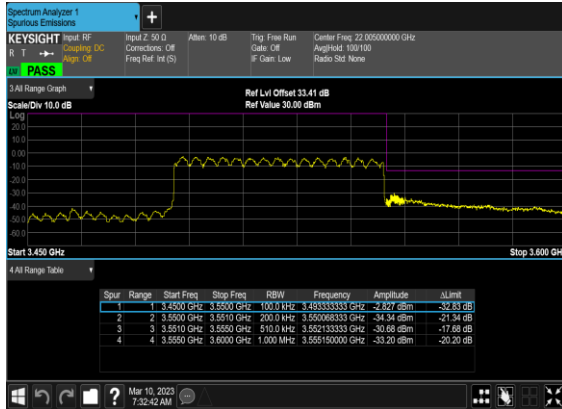 Spectrum Analyzer 1
Spurious Emissions
+
KEYSIGHT Input: RF Input Z: 50 Ω Atten: 10 dB Trig: Free Run Center Freq: 22.005000000 GHz
R T Coupling: DC Corrections: Off Gate: Off Avg|Hold: 100/100
Align: Off Freq Ref: Int (S) IF Gain: Low Radio Std: None
PASS
3 All Range Graph
Ref Lvl Offset 33.41 dB
Scale/Div 10.0 dB Ref Value 30.00 dBm
Log
20.0
10.0
0.00
-10.0
-20.0
-30.0
-40.0
-50.0
-60.0
Start 3.450 GHz Stop 3.600 GH
4 All Range Table
Spur Range Start Freq Stop Freq RBW Frequency Amplitude ΔLimit
1 1 3.4500 GHz 3.5500 GHz 100.0 kHz 3.493333333 GHz -2.827 dBm -32.83 dB
2 2 3.5500 GHz 3.5510 GHz 200.0 kHz 3.550068333 GHz -34.34 dBm -21.34 dB
3 3 3.5510 GHz 3.5550 GHz 510.0 kHz 3.552133333 GHz -30.68 dBm -17.68 dB
4 4 3.5550 GHz 3.6000 GHz 1.000 MHz 3.555150000 GHz -33.20 dBm -20.20 dB
? Mar 10, 2023
7:32:42 AM